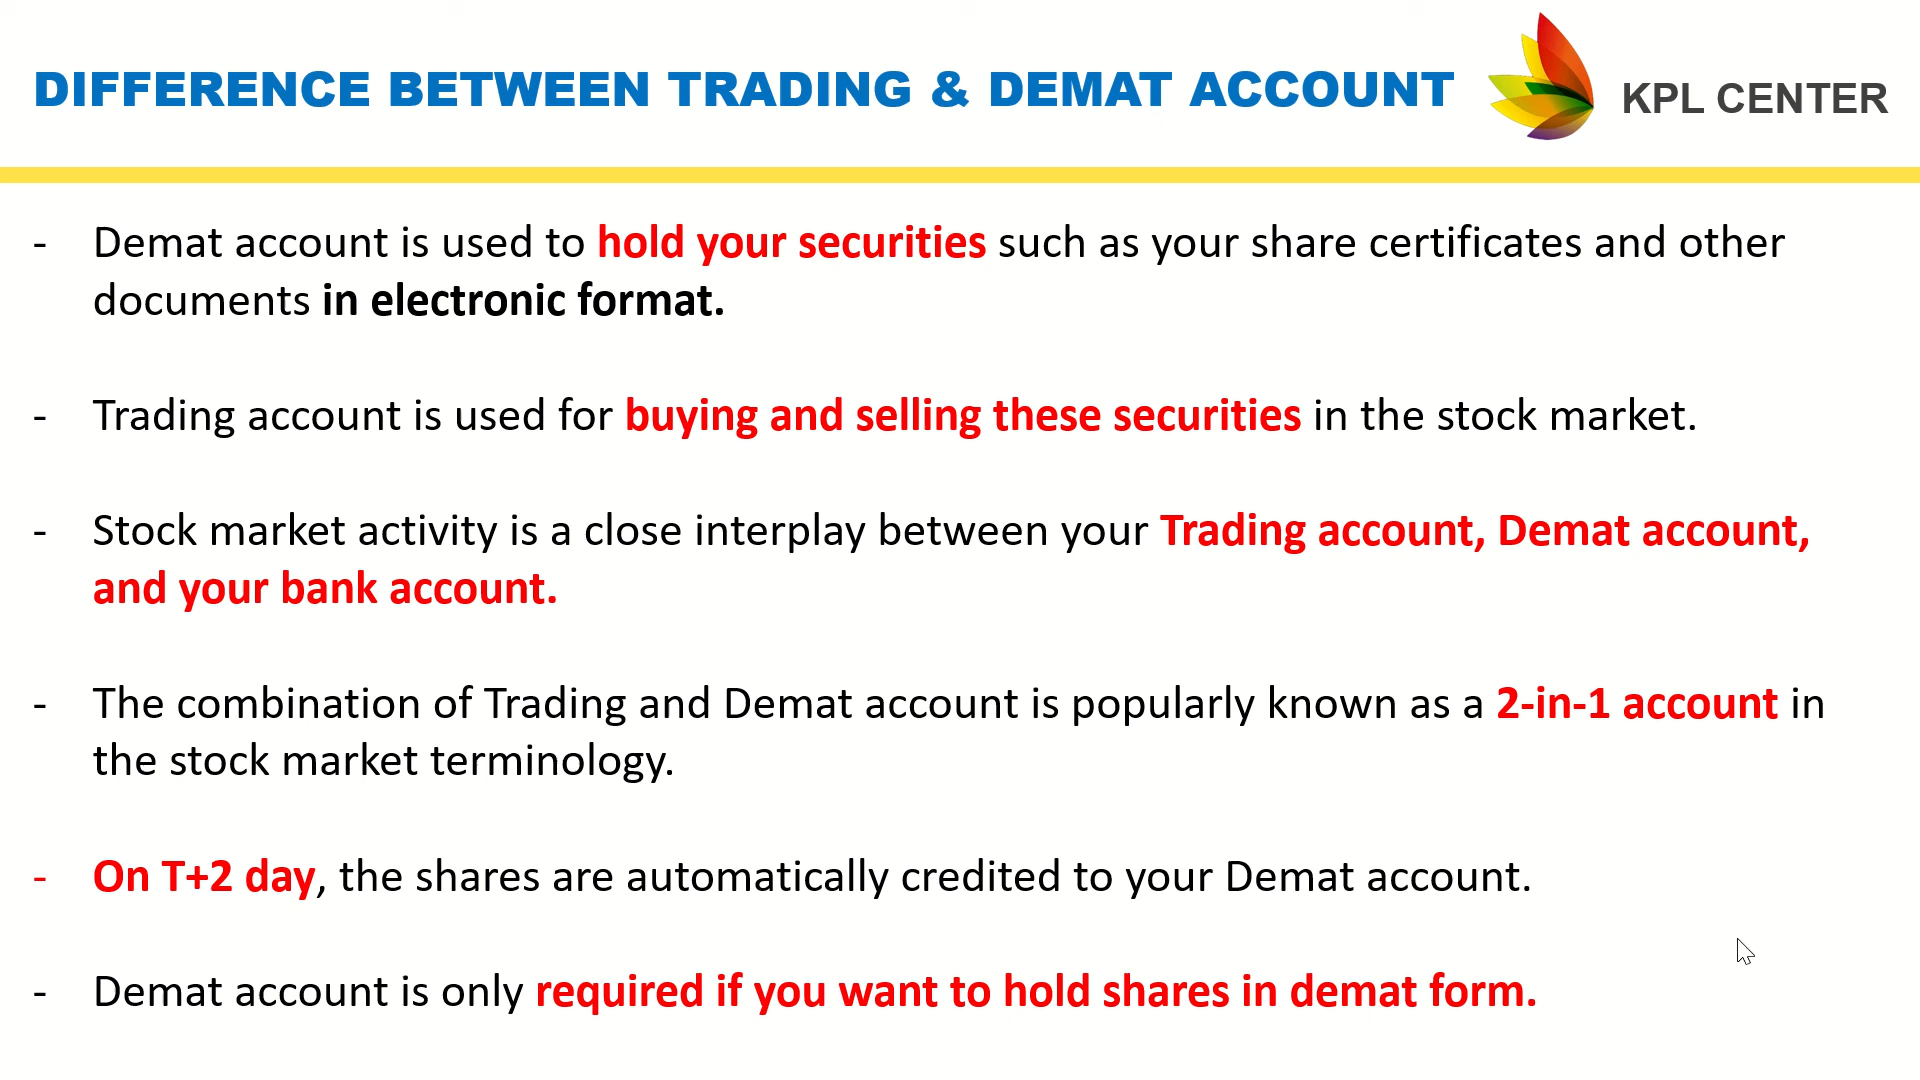 DIFFERENCE BETWEEN TRADING & DEMAT ACCOUNT
KPL CENTER
- Demat account is used to hold your securities such as your share certificates and other
documents in electronic format.
- Trading account is used for buying and selling these securities in the stock market.
- Stock market activity is a close interplay between your Trading account, Demat account,
and your bank account.
- The combination of Trading and Demat account is popularly known as a 2-in-1 account in
the stock market terminology.
- On T+2 day, the shares are automatically credited to your Demat account.
- Demat account is only required if you want to hold shares in demat form.